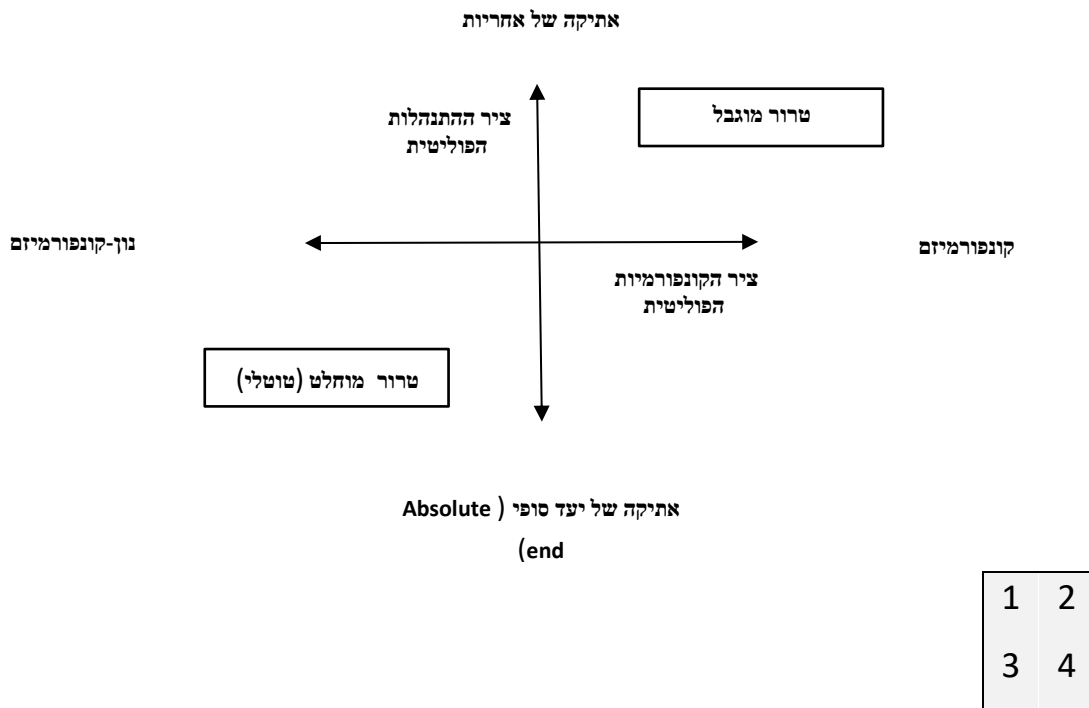 אתיקה של אחריות
טרור מוגבל
ציר ההתנהלות
הפוליטית
קונפורמיזם
נון-קונפורמיזם
ציר הקונפורמיות
הפוליטית
טרור מוחלט (טוטלי)
אתיקה של יעד סופי ( Absolute
end)
1 2
3 4